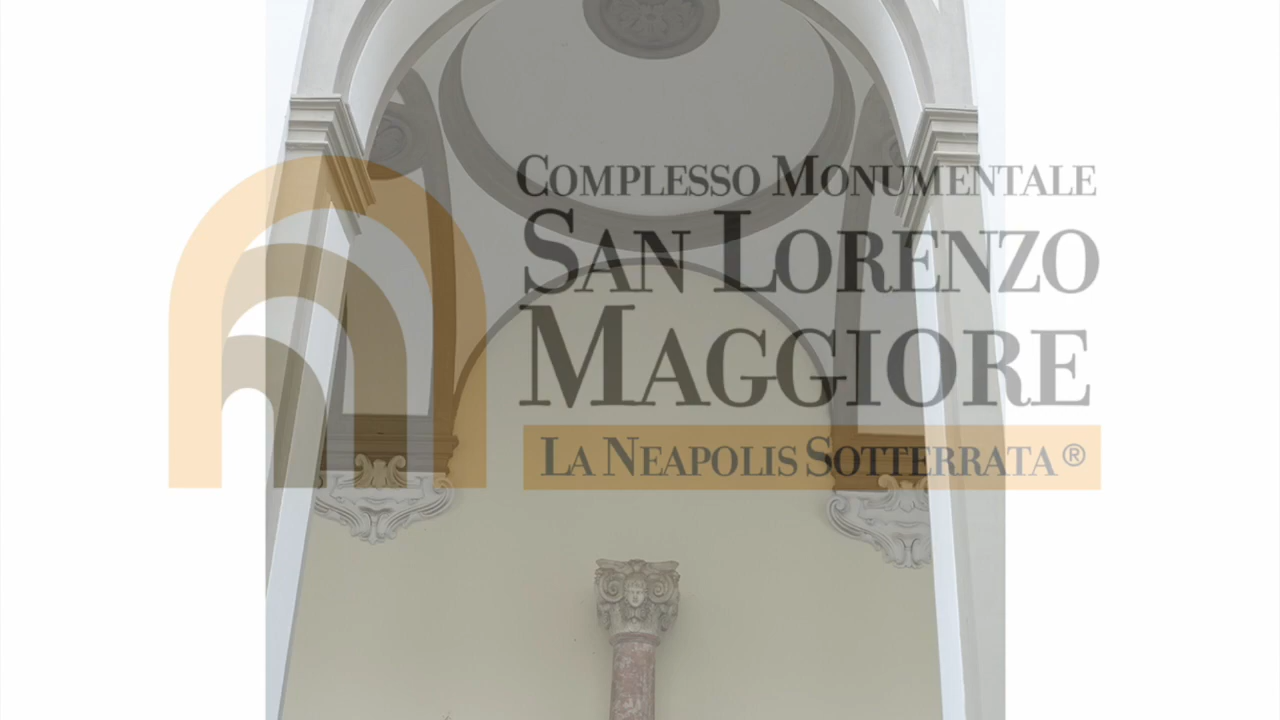 COMPLESSO MONUMENTALE
SAN LORENZO
MAGGIORE
LA NEAPOLIS SOTTERRATA®